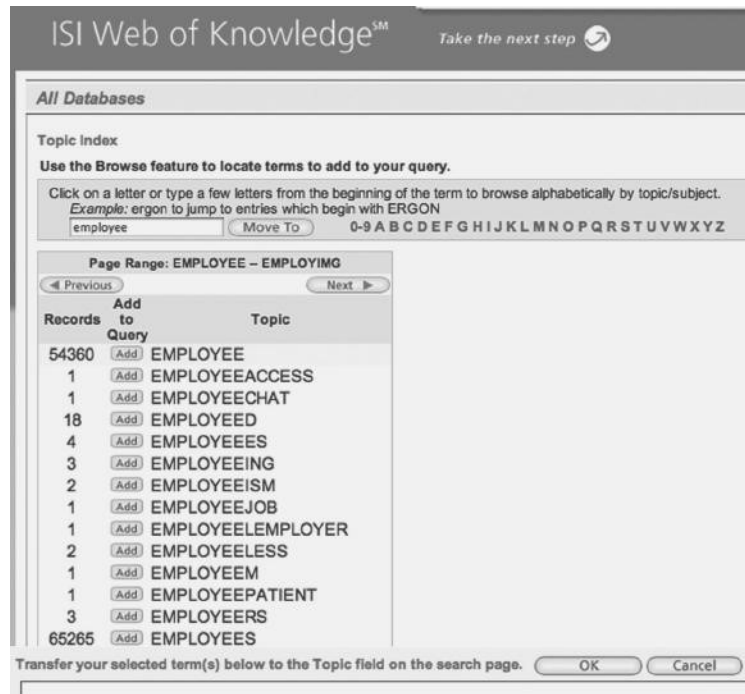 ISI Web of Knowledge℠ Take the next step
All Databases
Topic Index
Use the Browse feature to locate terms to add to your query.
Click on a letter or type a few letters from the beginning of the term to browse alphabetically by topic/subject.
Example: ergon to jump to entries which begin with ERGON
employee Move To 0-9 A B C D E F G H I J K L M N O P Q R S T U V W X Y Z
Page Range: EMPLOYEE – EMPLOYIMG
Previous Next
Records Add to Query Topic
54360 Add EMPLOYEE
1 Add EMPLOYEEACCESS
1 Add EMPLOYEECHAT
18 Add EMPLOYEED
4 Add EMPLOYEEES
3 Add EMPLOYEEING
2 Add EMPLOYEEISM
1 Add EMPLOYEEJOB
1 Add EMPLOYEELEMPLOYER
2 Add EMPLOYEELESS
1 Add EMPLOYEEM
1 Add EMPLOYEEPATIENT
3 Add EMPLOYEERS
65265 Add EMPLOYEES
Transfer your selected term(s) below to the Topic field on the search page. OK Cancel